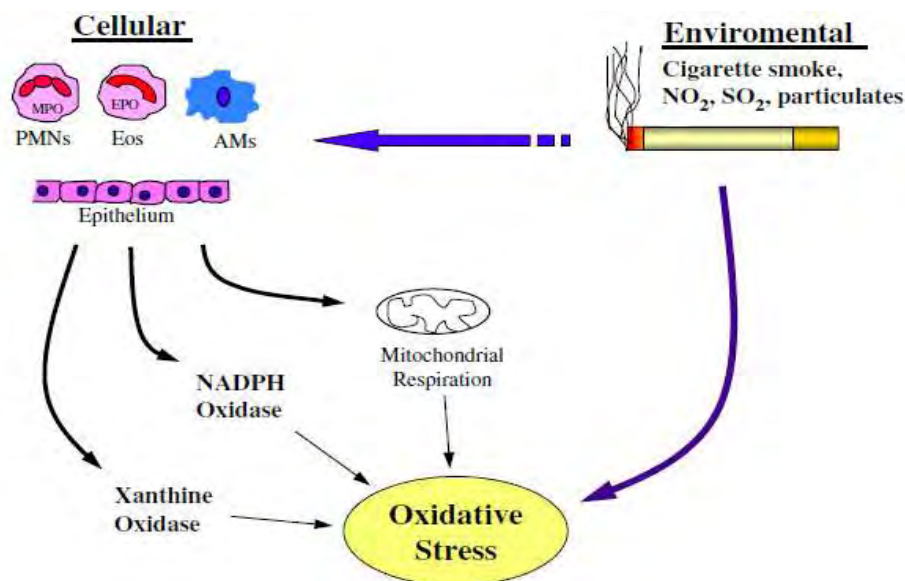 Cellular
Enviromental
Cigarette smoke,
NO₂, SO₂, particulates
MPO
EPO
PMNs
Eos
AMs
Epithelium
Mitochondrial
Respiration
NADPH
Oxidase
Xanthine
Oxidase
Oxidative
Stress